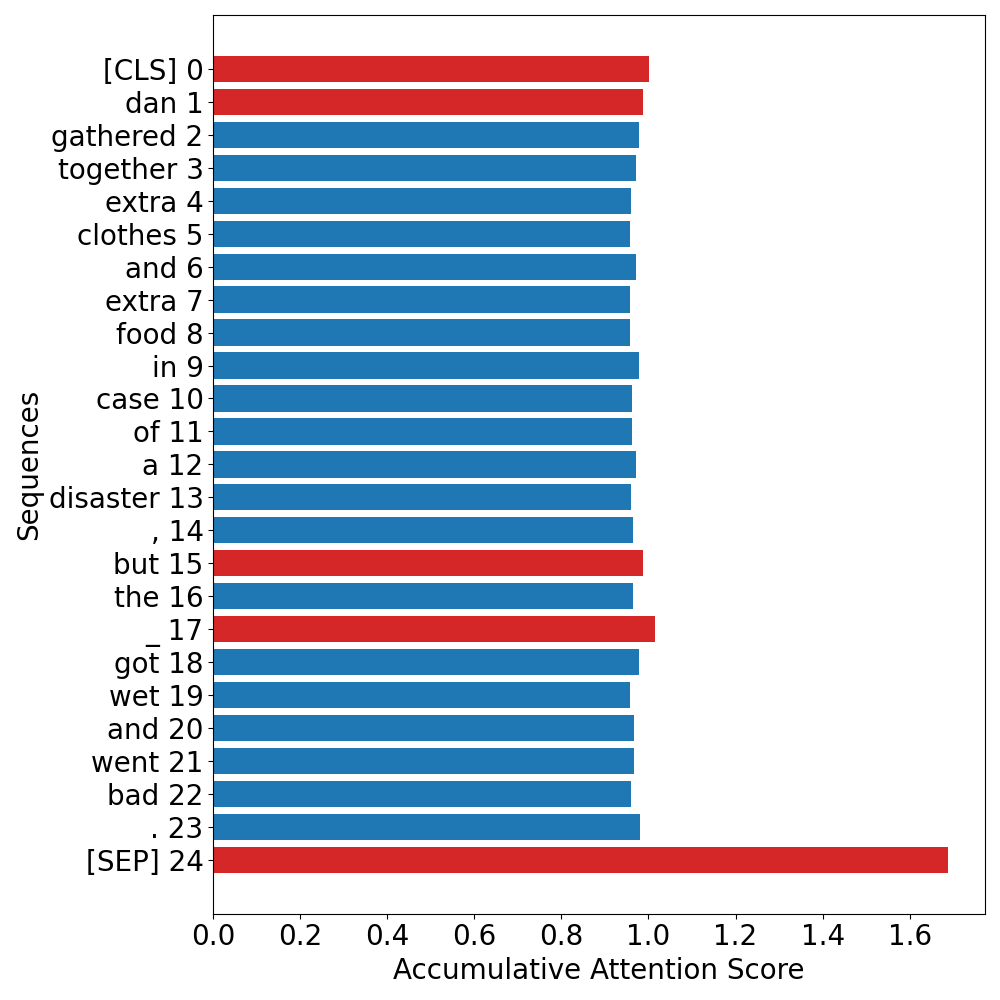 [CLS] 0
dan 1
gathered 2
together 3
extra 4
clothes 5
and 6
extra 7
food 8
in 9
case 10
of 11
a 12
disaster 13
, 14
but 15
the 16
_ 17
got 18
wet 19
and 20
went 21
bad 22
. 23
[SEP] 24
Sequences
0.0 0.2 0.4 0.6 0.8 1.0 1.2 1.4 1.6
Accumulative Attention Score